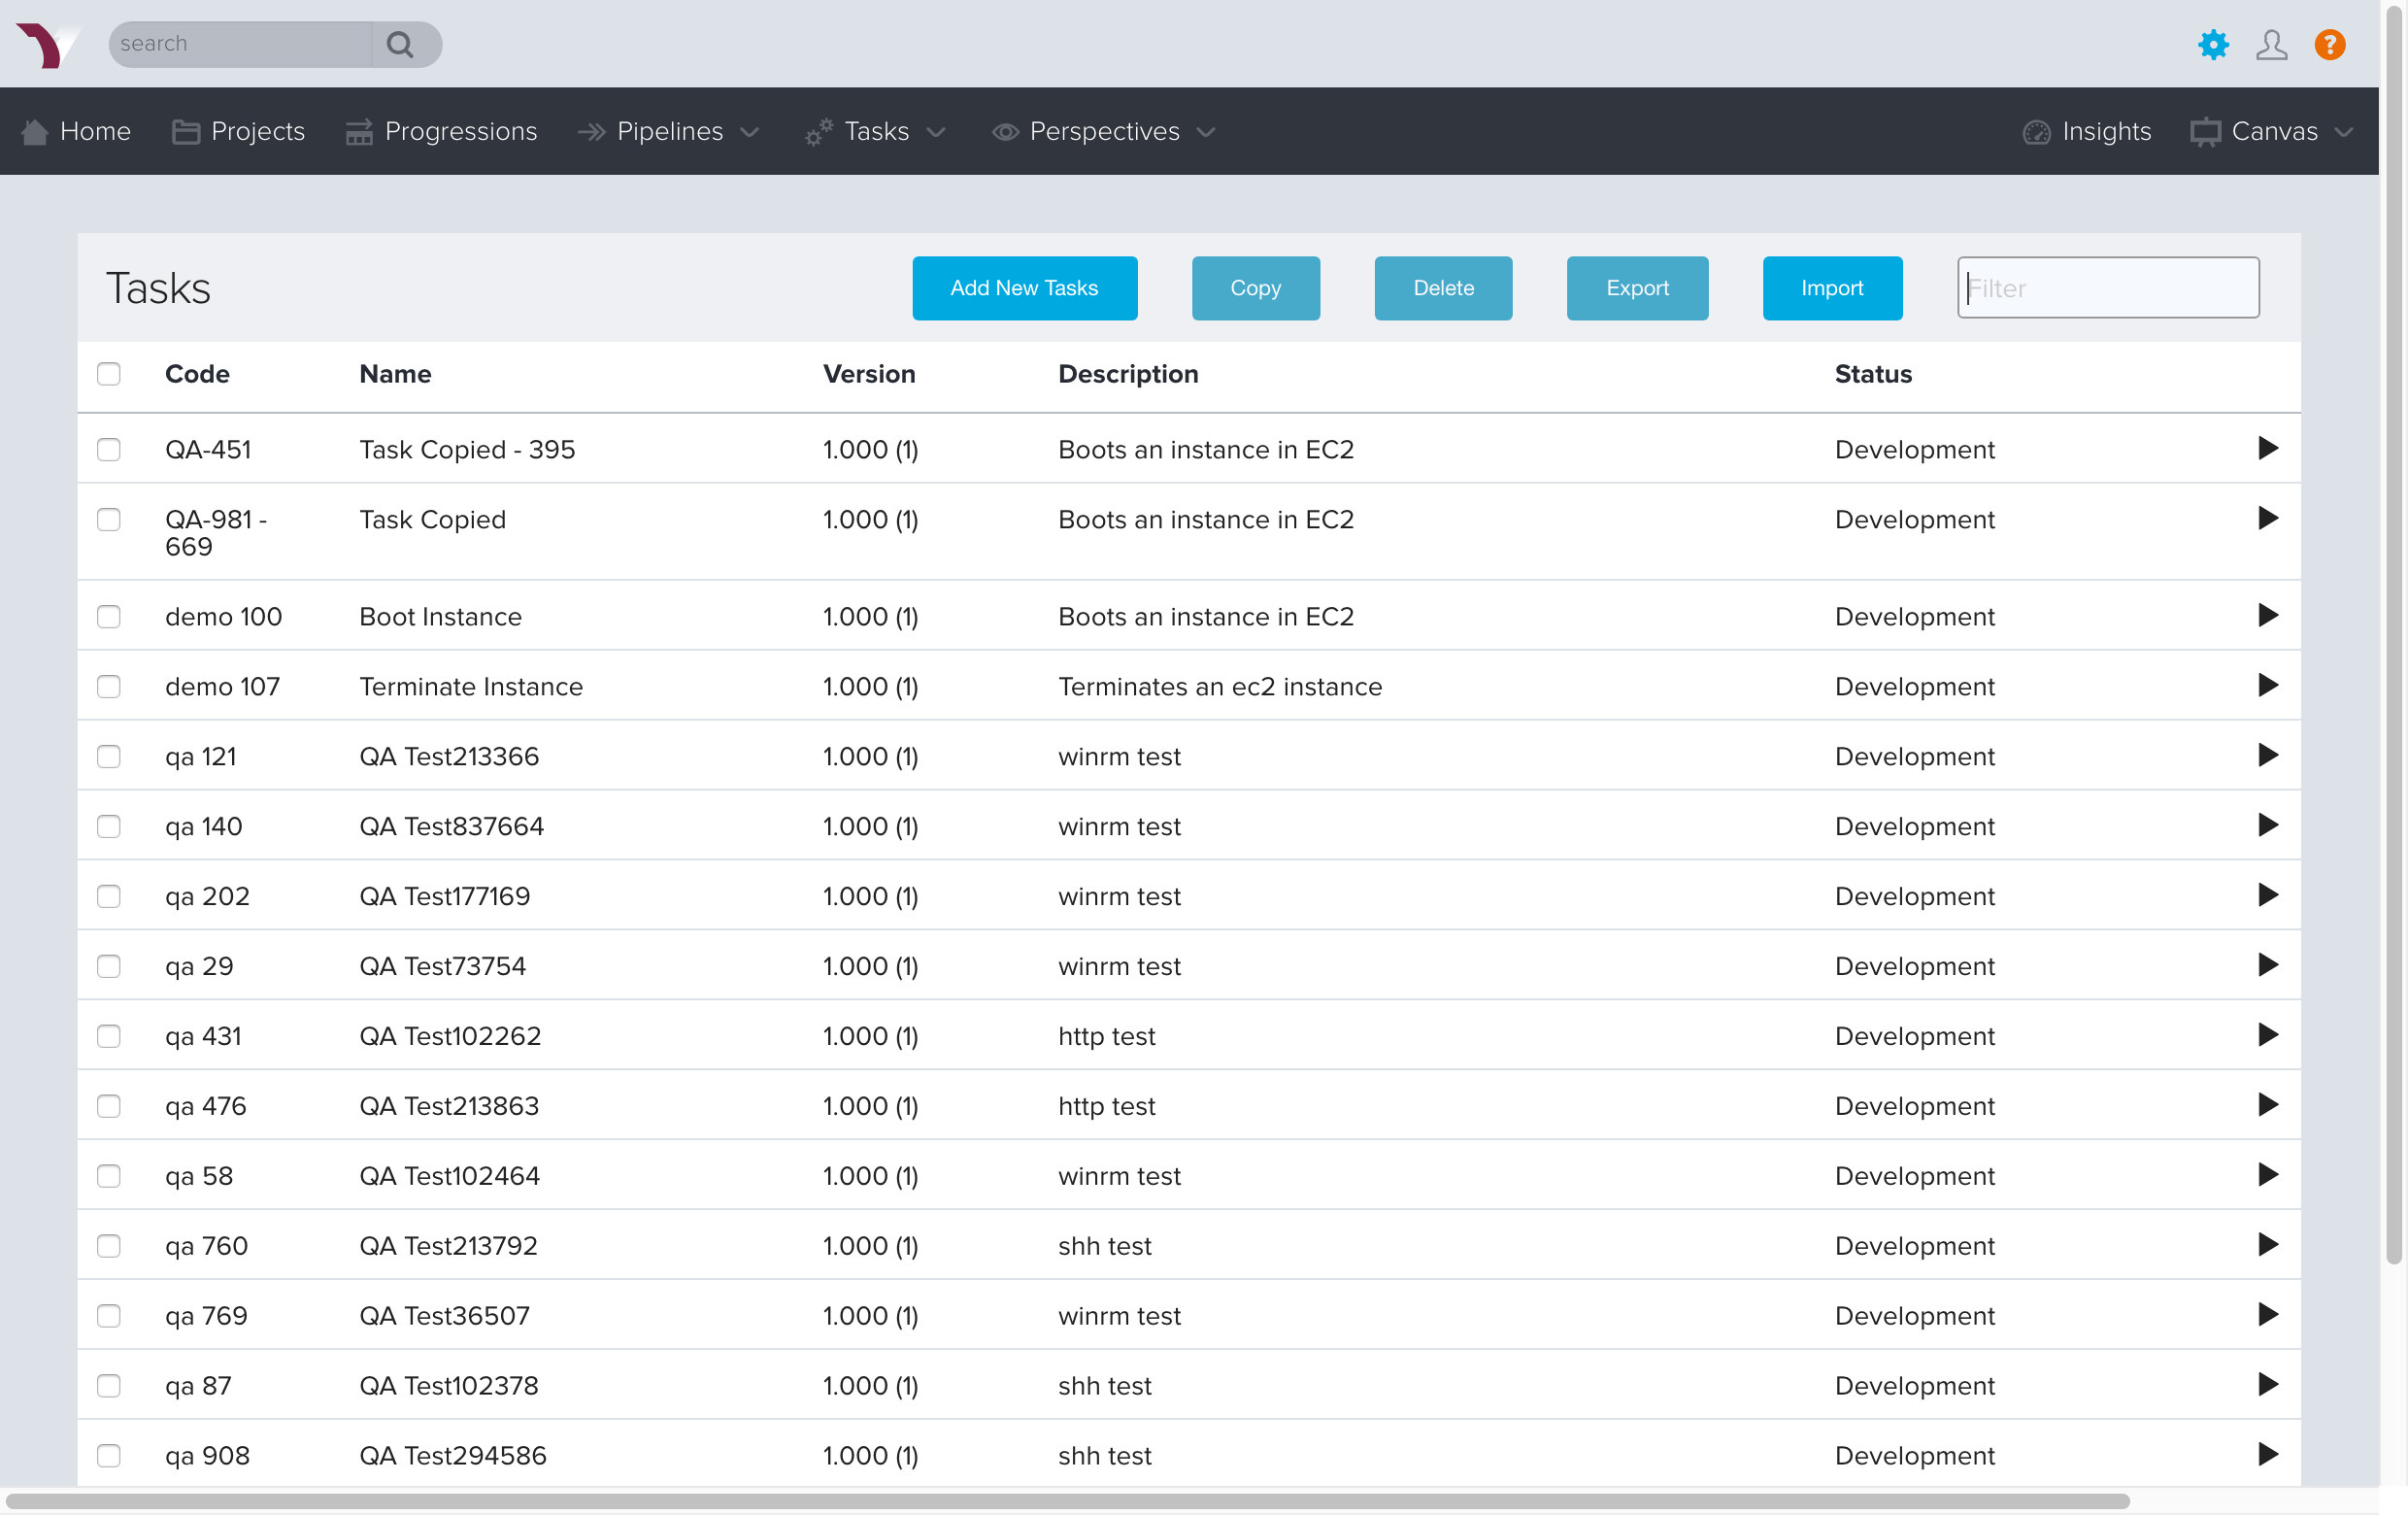 search
?
Home Projects Progressions Pipelines Tasks Perspectives Insights Canvas
Tasks Add New Tasks Copy Delete Export Import Filter
Code Name Version Description Status
QA-451 Task Copied - 395 1.000 (1) Boots an instance in EC2 Development
QA-981 - Task Copied 1.000 (1) Boots an instance in EC2 Development
669
demo 100 Boot Instance 1.000 (1) Boots an instance in EC2 Development
demo 107 Terminate Instance 1.000 (1) Terminates an ec2 instance Development
qa 121 QA Test213366 1.000 (1) winrm test Development
qa 140 QA Test837664 1.000 (1) winrm test Development
qa 202 QA Test177169 1.000 (1) winrm test Development
qa 29 QA Test73754 1.000 (1) winrm test Development
qa 431 QA Test102262 1.000 (1) http test Development
qa 476 QA Test213863 1.000 (1) http test Development
qa 58 QA Test102464 1.000 (1) winrm test Development
qa 760 QA Test213792 1.000 (1) shh test Development
qa 769 QA Test36507 1.000 (1) winrm test Development
qa 87 QA Test102378 1.000 (1) shh test Development
qa 908 QA Test294586 1.000 (1) shh test Development